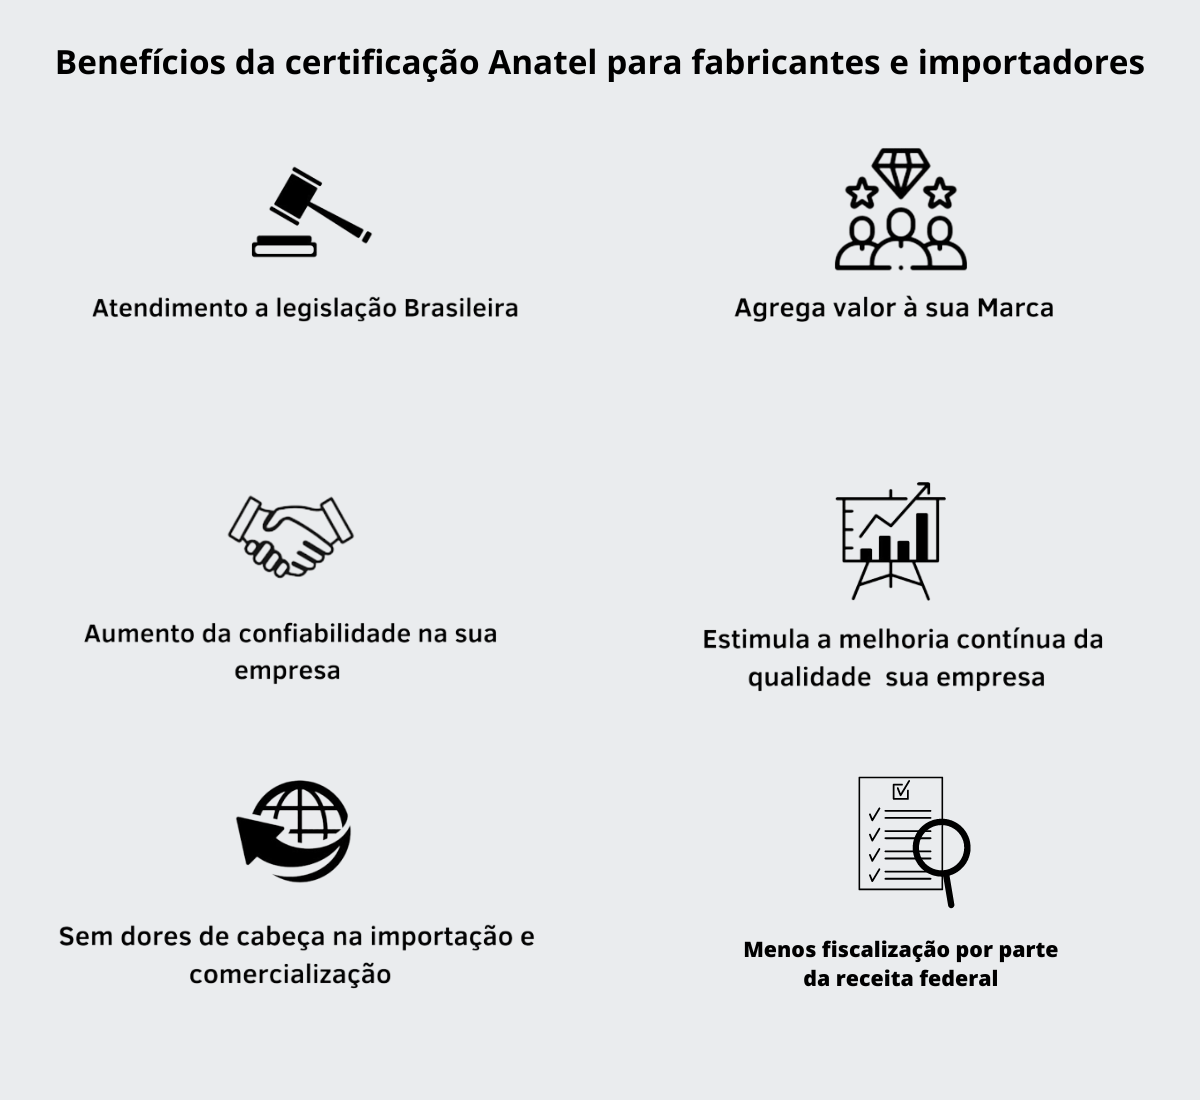 Benefícios da certificação Anatel para fabricantes e importadores
Atendimento a legislação Brasileira
Agrega valor à sua Marca
Aumento da confiabilidade na sua
empresa
Estimula a melhoria contínua da
qualidade  sua empresa
Sem dores de cabeça na importação e
comercialização
Menos fiscalização por parte
da receita federal